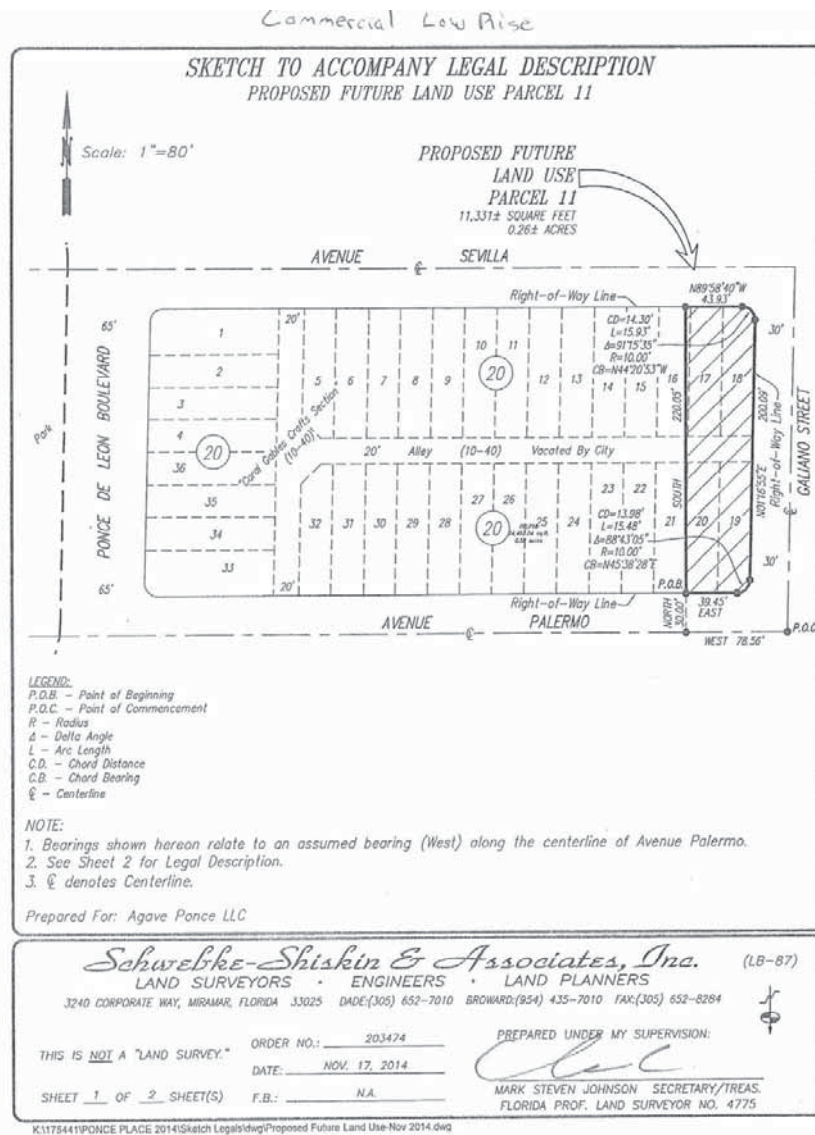 Commercial Low Rise
SKETCH TO ACCOMPANY LEGAL DESCRIPTION
PROPOSED FUTURE LAND USE PARCEL 11
N
Scale: 1"=80'
PROPOSED FUTURE
LAND USE
PARCEL 11
11,331± SQUARE FEET
0.26± ACRES
AVENUE ℄ SEVILLA
Right-of-Way Line
N89°58'40"W
43.93'
65'
20'
30'
CD=14.30'
L=15.93'
Δ=91°15'35"
R=10.00'
CB=N44°20'53"W
1
2
3
4
36
35
34
33
20
5 6 7 8 9 10 11 12 13 14 15 16 17 18
20
Park
PONCE DE LEON BOULEVARD
"Coral Gables Crafts Section"
(10-40)
20' Alley (10-40) Vacated By City
220.05'
SOUTH
200.09'
N01°16'55"E
Right-of-Way Line
GALIANO STREET
℄
32 31 30 29 28 27 26 25 24 23 22 21 20 19
20
CD=13.98'
L=15.48'
Δ=88°43'05"
R=10.00'
CB=N45°38'28"E
65'
20'
30'
P.O.B.
Right-of-Way Line
39.45'
EAST
NORTH
30.00'
AVENUE ℄ PALERMO
P.O.C.
WEST 78.56'
LEGEND:
P.O.B. - Point of Beginning
P.O.C. - Point of Commencement
R - Radius
Δ - Delta Angle
L - Arc Length
C.D. - Chord Distance
C.B. - Chord Bearing
℄ - Centerline
NOTE:
1. Bearings shown hereon relate to an assumed bearing (West) along the centerline of Avenue Palermo.
2. See Sheet 2 for Legal Description.
3. ℄ denotes Centerline.
Prepared For: Agave Ponce LLC
Schwebke-Shiskin & Associates, Inc. (LB-87)
LAND SURVEYORS · ENGINEERS · LAND PLANNERS
3240 CORPORATE WAY, MIRAMAR, FLORIDA 33025 DADE:(305) 652-7010 BROWARD:(954) 435-7010 FAX:(305) 652-8284
THIS IS NOT A "LAND SURVEY."
ORDER NO.: 203474
PREPARED UNDER MY SUPERVISION:
DATE: NOV. 17, 2014
SHEET 1 OF 2 SHEET(S)
F.B.: N.A.
MARK STEVEN JOHNSON SECRETARY/TREAS.
FLORIDA PROF. LAND SURVEYOR NO. 4775
K:\175441\PONCE PLACE 2014\Sketch Legals\dwg\Proposed Future Land Use-Nov 2014.dwg